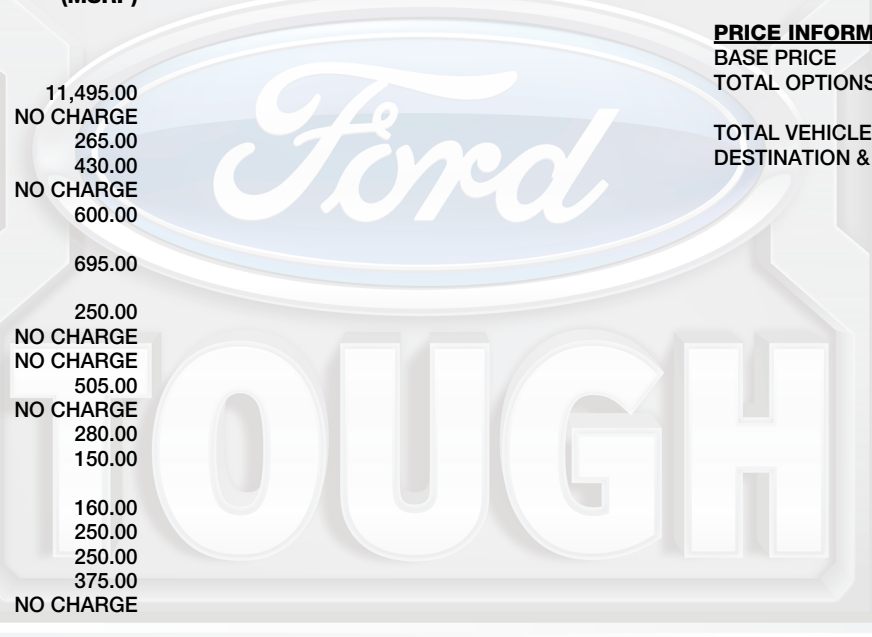 (MSRP)
11,495.00
NO CHARGE
265.00
430.00
NO CHARGE
600.00
695.00
250.00
NO CHARGE
NO CHARGE
505.00
NO CHARGE
280.00
150.00
160.00
250.00
250.00
375.00
NO CHARGE
PRICE INFORM
BASE PRICE
TOTAL OPTIONS
TOTAL VEHICLE
DESTINATION &
Ford
TOUGH